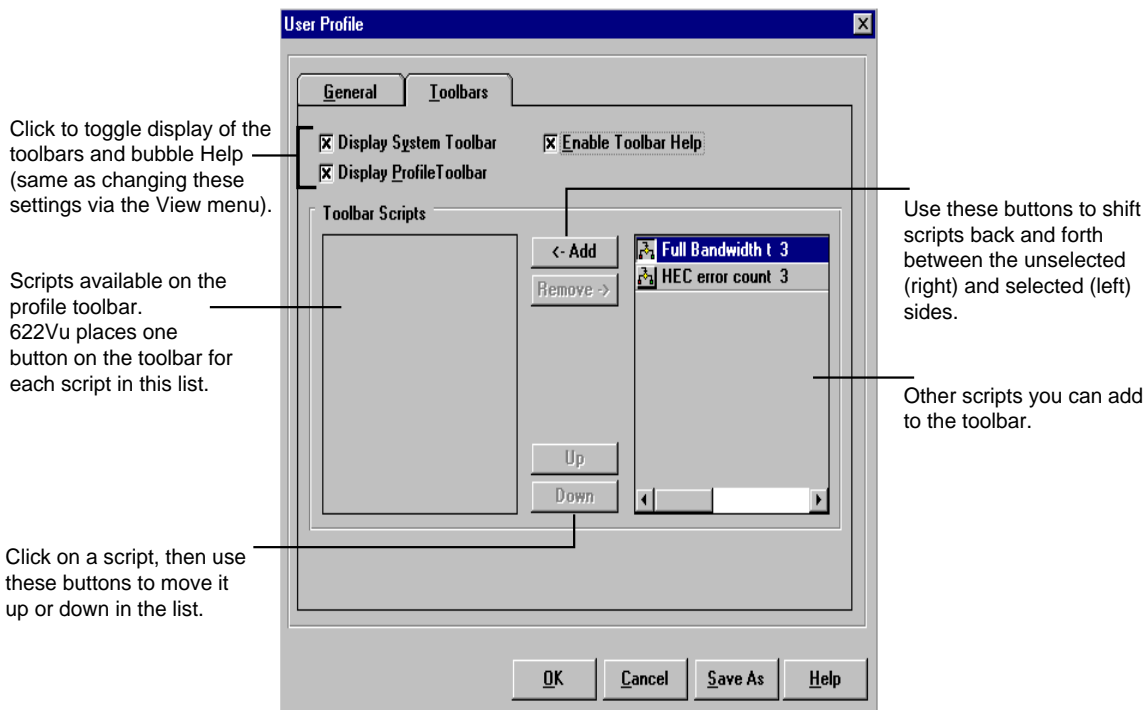 User Profile
General
Toolbars
Click to toggle display of the
toolbars and bubble Help
(same as changing these
settings via the View menu).
Display System Toolbar
Enable Toolbar Help
Display ProfileToolbar
Toolbar Scripts
Scripts available on the
profile toolbar.
622Vu places one
button on the toolbar for
each script in this list.
<- Add
Remove ->
Full Bandwidth t 3
HEC error count 3
Use these buttons to shift
scripts back and forth
between the unselected
(right) and selected (left)
sides.
Other scripts you can add
to the toolbar.
Up
Down
Click on a script, then use
these buttons to move it
up or down in the list.
OK
Cancel
Save As
Help